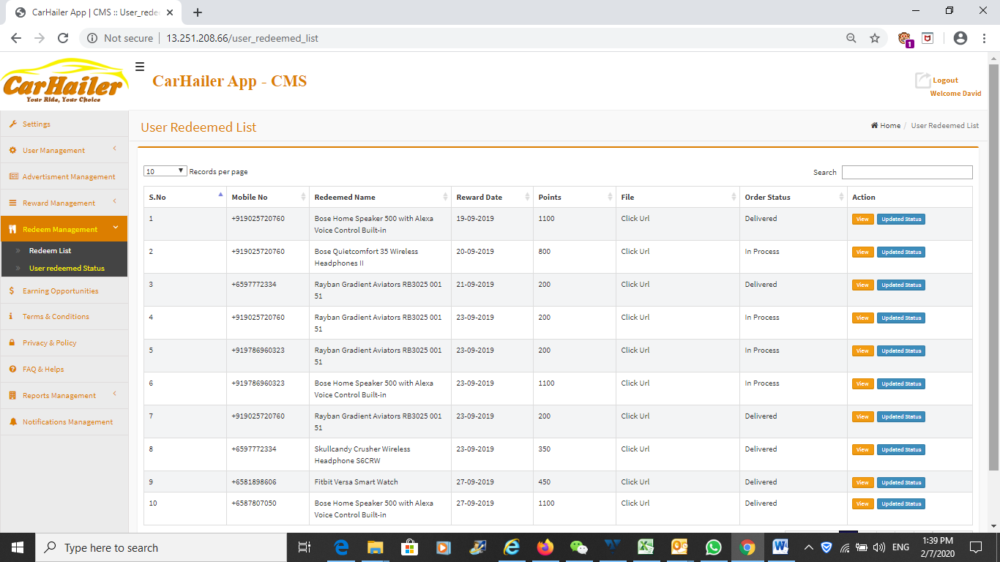 CarHailer App | CMS :: User_rede
Not secure
13.251.208.66/user_redeemed_list
1
CarHailer
Your Ride, Your Choice
CarHailer App - CMS
Logout
Welcome David
Settings
User Management
Advertisment Management
Reward Management
Redeem Management
Redeem List
User redeemed Status
Earning Opportunities
Terms & Conditions
Privacy & Policy
FAQ & Helps
Reports Management
Notifications Management
User Redeemed List
Home / User Redeemed List
10 Records per page
Search
S.No Mobile No Redeemed Name Reward Date Points File Order Status Action
1 +919025720760 Bose Home Speaker 500 with Alexa 19-09-2019 1100 Click Url Delivered View Updated Status
Voice Control Built-in
2 +919025720760 Bose Quietcomfort 35 Wireless 20-09-2019 800 Click Url In Process View Updated Status
Headphones II
3 +6597772334 Rayban Gradient Aviators RB3025 001 21-09-2019 200 Click Url Delivered View Updated Status
51
4 +919025720760 Rayban Gradient Aviators RB3025 001 23-09-2019 200 Click Url In Process View Updated Status
51
5 +919786960323 Rayban Gradient Aviators RB3025 001 23-09-2019 200 Click Url In Process View Updated Status
51
6 +919786960323 Bose Home Speaker 500 with Alexa 23-09-2019 1100 Click Url In Process View Updated Status
Voice Control Built-in
7 +919025720760 Rayban Gradient Aviators RB3025 001 23-09-2019 200 Click Url Delivered View Updated Status
51
8 +6597772334 Skullcandy Crusher Wireless 23-09-2019 350 Click Url Delivered View Updated Status
Headphone S6CRW
9 +6581898606 Fitbit Versa Smart Watch 27-09-2019 450 Click Url Delivered View Updated Status
10 +6587807050 Bose Home Speaker 500 with Alexa 27-09-2019 1100 Click Url Delivered View Updated Status
Voice Control Built-in
Type here to search
ENG
1:39 PM
2/7/2020